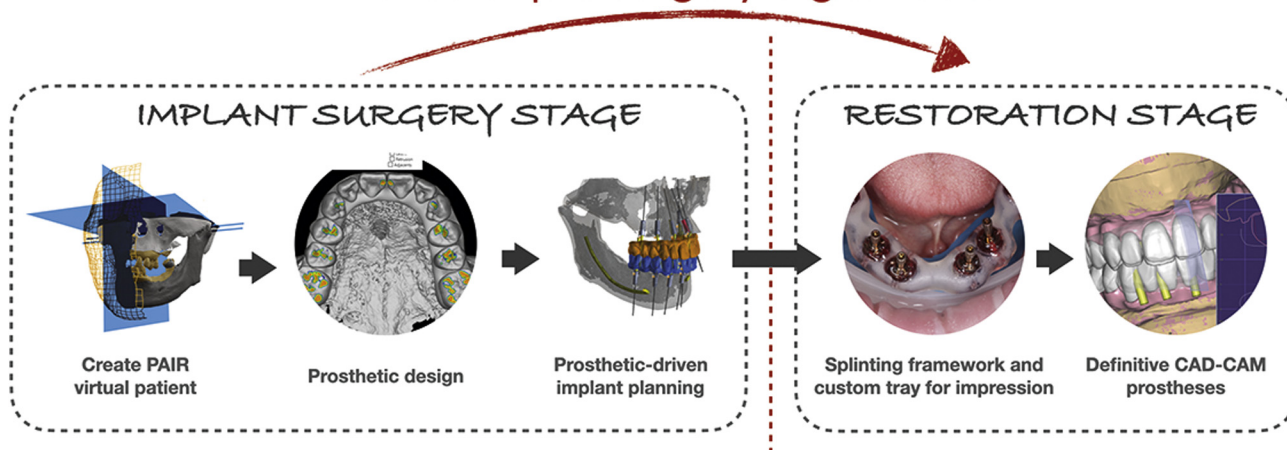 IMPLANT SURGERY STAGE
RESTORATION STAGE
Create PAIR
virtual patient
Prosthetic design
Prosthetic-driven
implant planning
Splinting framework and
custom tray for impression
Definitive CAD-CAM
prostheses